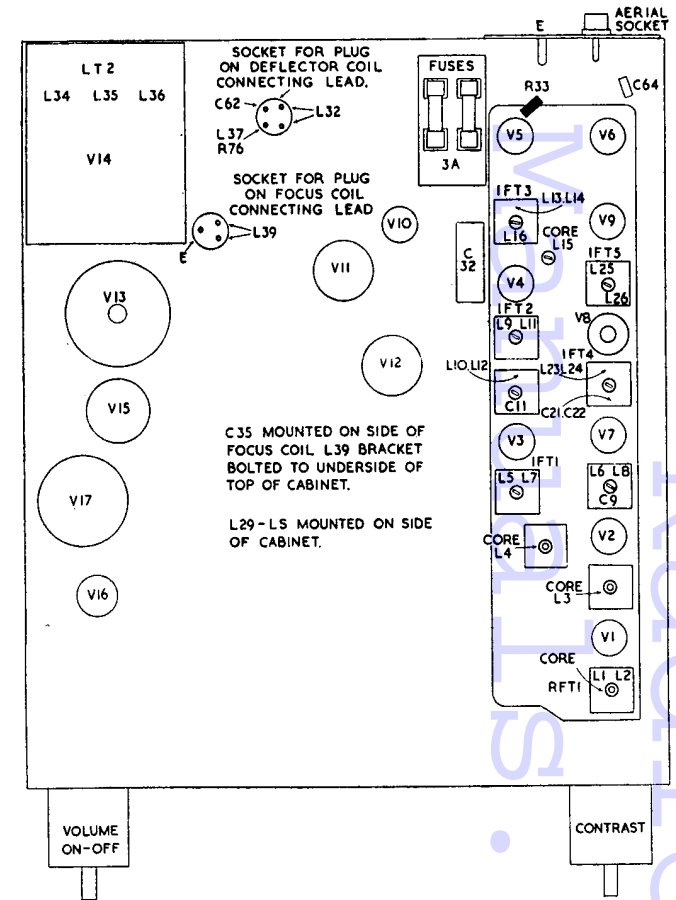 AERIAL
SOCKET
E
LT2
L34 L35 L36
V14
SOCKET FOR PLUG
ON DEFLECTOR COIL
CONNECTING LEAD.
C62
L32
L37
R76
FUSES
3A
R33
C64
V5
V6
SOCKET FOR PLUG
ON FOCUS COIL
CONNECTING LEAD
L39
E
V10
V11
C
32
IFT3
L13,L14
L16
CORE
L15
V9
IFT5
L25
L26
V4
V13
IFT2
L9 L11
V8
V12
L10,L12
C11
IFT4
L23,L24
C21,C22
V15
V3
V7
C35 MOUNTED ON SIDE OF
FOCUS COIL L39 BRACKET
BOLTED TO UNDERSIDE OF
TOP OF CABINET.
IFT1
L5 L7
L6 L8
C9
V17
L29-LS MOUNTED ON SIDE
OF CABINET.
CORE
L4
V2
V16
CORE
L3
V1
CORE
RFT1
L1 L2
VOLUME
ON-OFF
CONTRAST
Manuals.